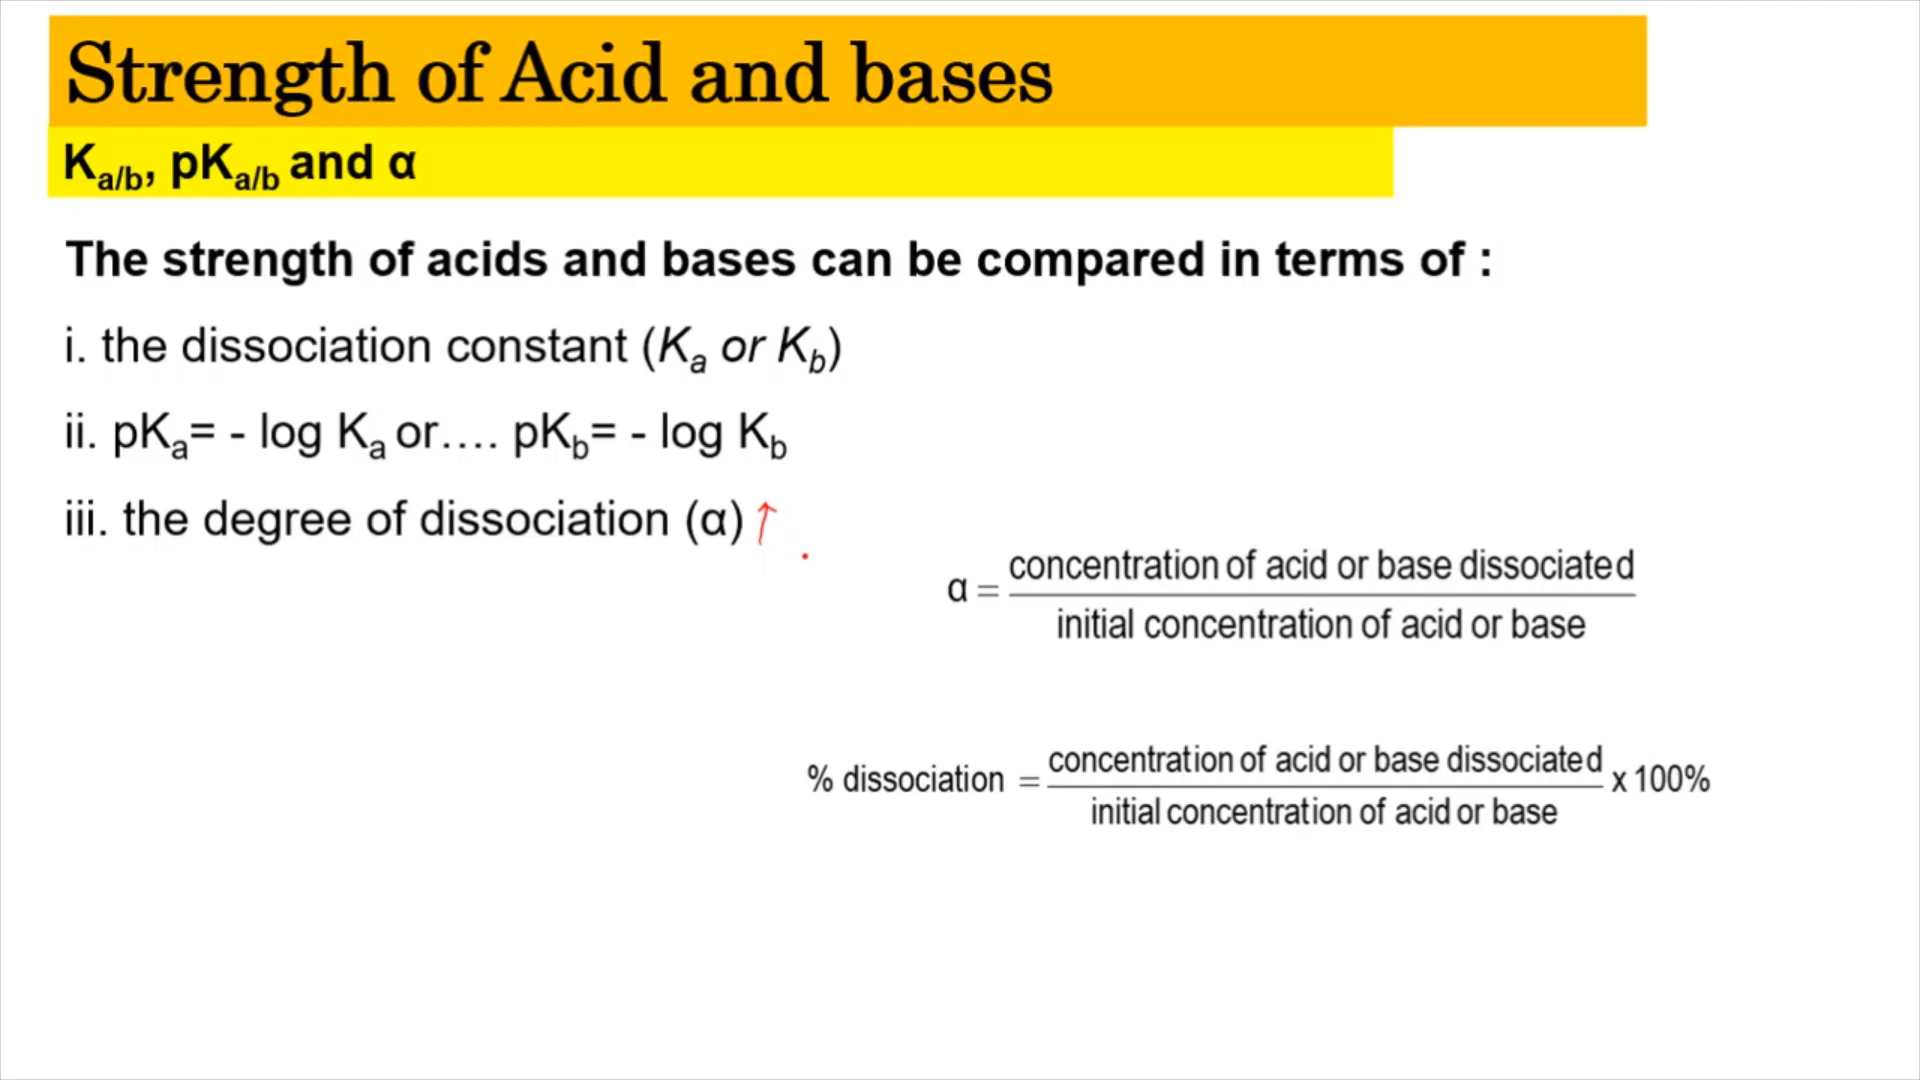 Strength of Acid and bases
Ka/b, pKa/b and α
The strength of acids and bases can be compared in terms of :
i. the dissociation constant (Ka or Kb)
ii. pKa= - log Ka or.... pKb= - log Kb
iii. the degree of dissociation (α) ↑
α = concentration of acid or base dissociated
initial concentration of acid or base
% dissociation = concentration of acid or base dissociated x 100%
initial concentration of acid or base